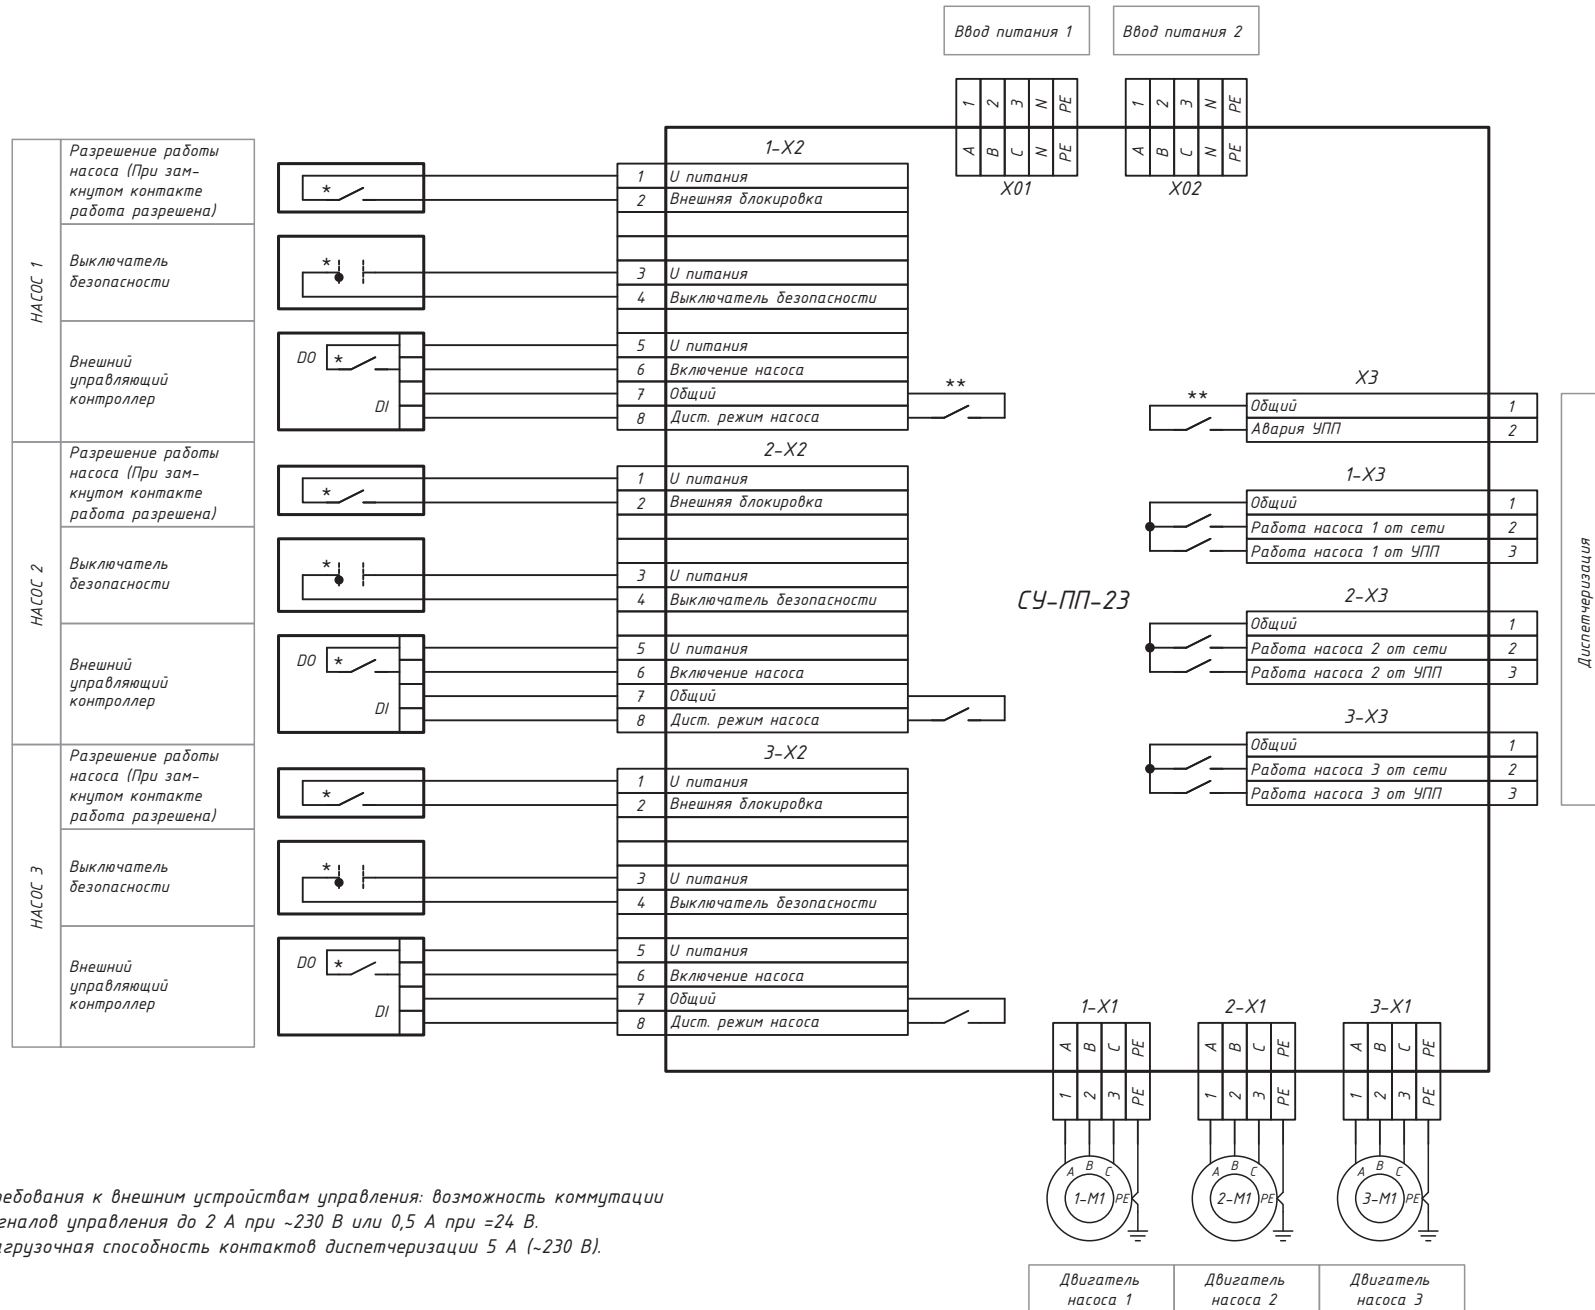 Ввод питания 1
Ввод питания 2
1 2 3 N PE
A B C N PE
X01
1 2 3 N PE
A B C N PE
X02
НАСОС 1
Разрешение работы
насоса (При зам-
кнутом контакте
работа разрешена)
*
Выключатель
безопасности
*
Внешний
управляющий
контроллер
DO *
DI
1-X2
1 U питания
2 Внешняя блокировка
3 U питания
4 Выключатель безопасности
5 U питания
6 Включение насоса
7 Общий
8 Дист. режим насоса
**
НАСОС 2
Разрешение работы
насоса (При зам-
кнутом контакте
работа разрешена)
*
Выключатель
безопасности
*
Внешний
управляющий
контроллер
DO *
DI
2-X2
1 U питания
2 Внешняя блокировка
3 U питания
4 Выключатель безопасности
5 U питания
6 Включение насоса
7 Общий
8 Дист. режим насоса
НАСОС 3
Разрешение работы
насоса (При зам-
кнутом контакте
работа разрешена)
*
Выключатель
безопасности
*
Внешний
управляющий
контроллер
DO *
DI
3-X2
1 U питания
2 Внешняя блокировка
3 U питания
4 Выключатель безопасности
5 U питания
6 Включение насоса
7 Общий
8 Дист. режим насоса
СУ-ПП-23
X3
**
Общий 1
Авария УПП 2
1-X3
Общий 1
Работа насоса 1 от сети 2
Работа насоса 1 от УПП 3
2-X3
Общий 1
Работа насоса 2 от сети 2
Работа насоса 2 от УПП 3
3-X3
Общий 1
Работа насоса 3 от сети 2
Работа насоса 3 от УПП 3
Диспетчеризация
1-X1
A B C PE
1 2 3 PE
A B C
1-M1 PE
2-X1
A B C PE
1 2 3 PE
A B C
2-M1 PE
3-X1
A B C PE
1 2 3 PE
A B C
3-M1 PE
Двигатель
насоса 1
Двигатель
насоса 2
Двигатель
насоса 3
ребования к внешним устройствам управления: возможность коммутации
гналов управления до 2 А при ~230 В или 0,5 А при =24 В.
агрузочная способность контактов диспетчеризации 5 А (~230 В).